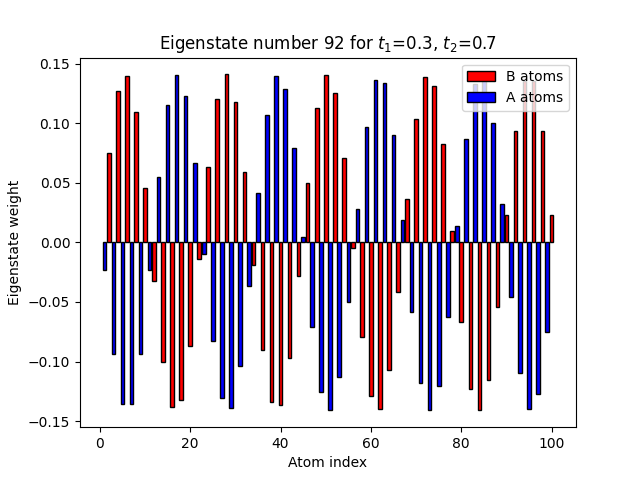 Eigenstate number 92 for $t_1$=0.3, $t_2$=0.7
Eigenstate weight
0.15
0.10
0.05
0.00
−0.05
−0.10
−0.15
B atoms
A atoms
0 20 40 60 80 100
Atom index